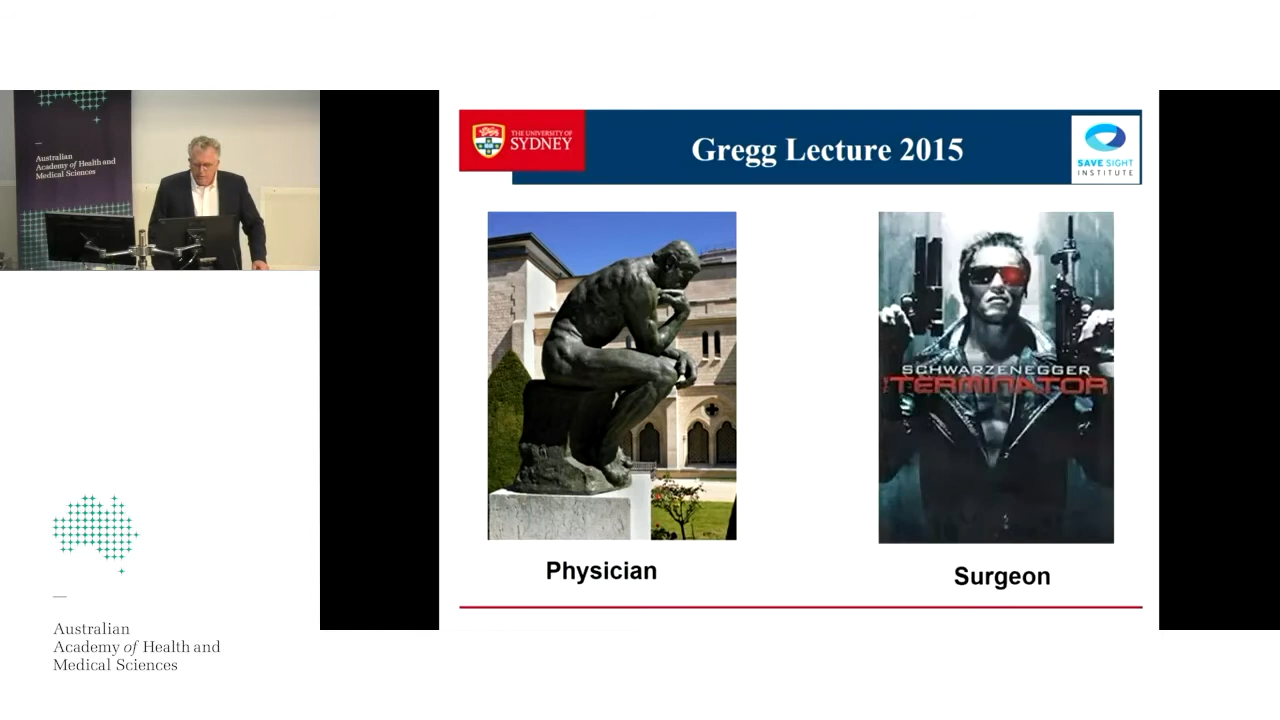 Australian
Academy of Health and
Medical Sciences
THE UNIVERSITY OF
SYDNEY
Gregg Lecture 2015
SAVE SIGHT
INSTITUTE
SCHWARZENEGGER
THE TERMINATOR
Physician
Surgeon
Australian
Academy of Health and
Medical Sciences